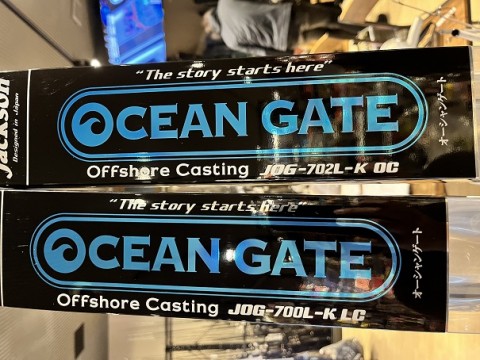 Jackson
Designed in Japan
"The story starts here"
OCEAN GATE
オーシャンゲート
Offshore Casting JOG-702L-K OC
"The story starts here"
OCEAN GATE
オーシャンゲート
Offshore Casting JOG-700L-K LC